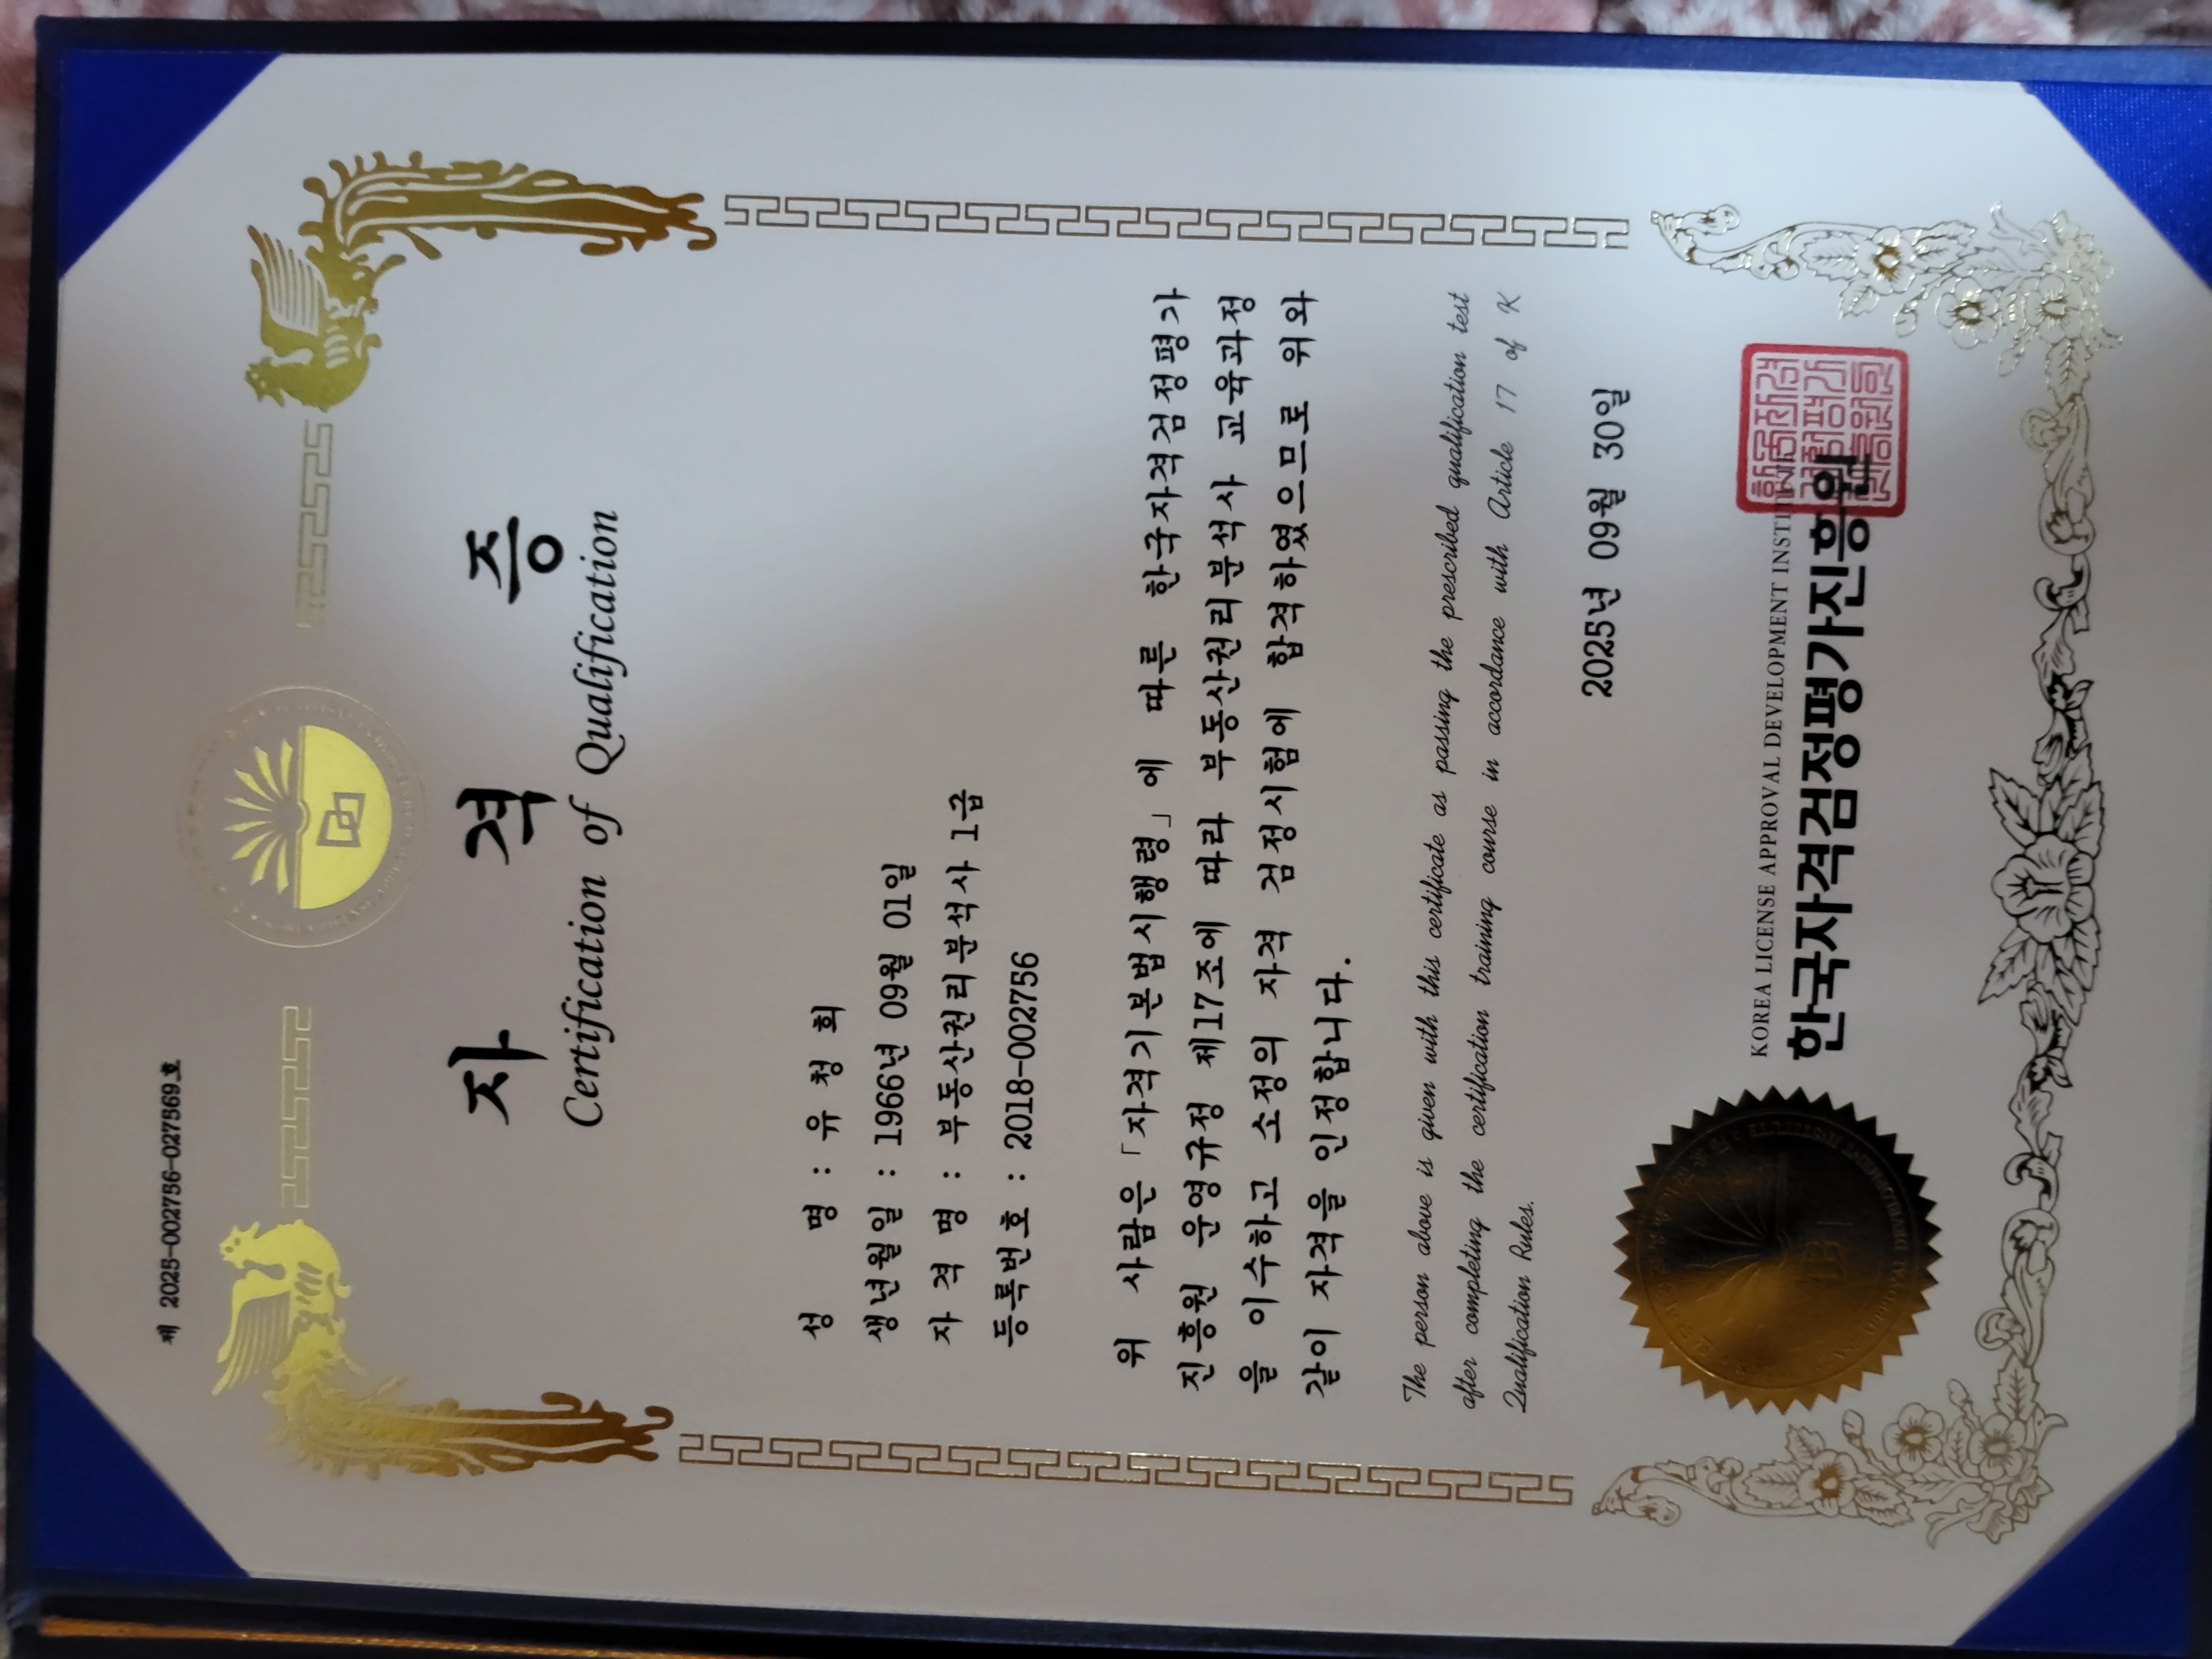 제 2025-002756-027569호
자 격 증
Certification of Qualification
성 명 : 유 청 희
생년월일 : 1966년 09월 01일
자 격 명 : 부동산권리분석사 1급
등록번호 : 2018-002756
위 사람은「자격기본법시행령」에 따른 한국자격검정평가
진흥원 운영규정 제17조에 따라 부동산권리분석사 교육과정
을 이수하고 소정의 자격 검정시험에 합격하였으므로 위와
같이 자격을 인정합니다.
The person above is given with this certificate as passing the prescribed qualification test
after completing the certification training course in accordance with Article 17 of K
Qualification Rules.
2025년 09월 30일
KOREA LICENSE APPROVAL DEVELOPMENT INSTITUTE
한국자격검정평가진흥원